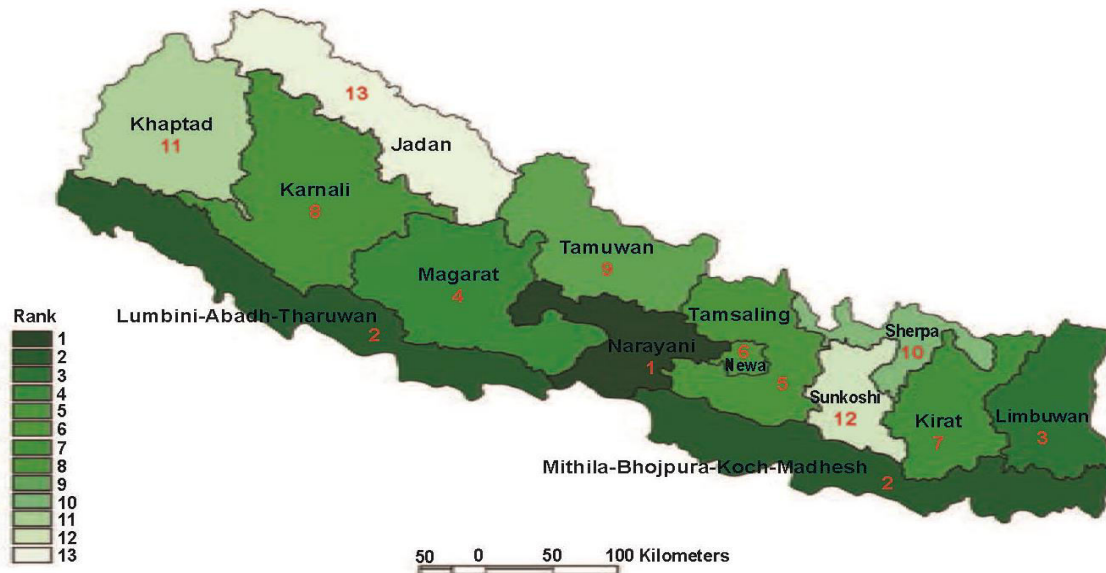 13
Khaptad
11
Jadan
Karnali
8
Tamuwan
9
Magarat
4
Lumbini-Abadh-Tharuwan
2
Tamsaling
5
Narayani
1
6
Newa
Sherpa
10
Sunkoshi
12
Kirat
7
Limbuwan
3
Mithila-Bhojpura-Koch-Madhesh
2
Rank
1
2
3
4
5
6
7
8
9
10
11
12
13
50 0 50 100 Kilometers